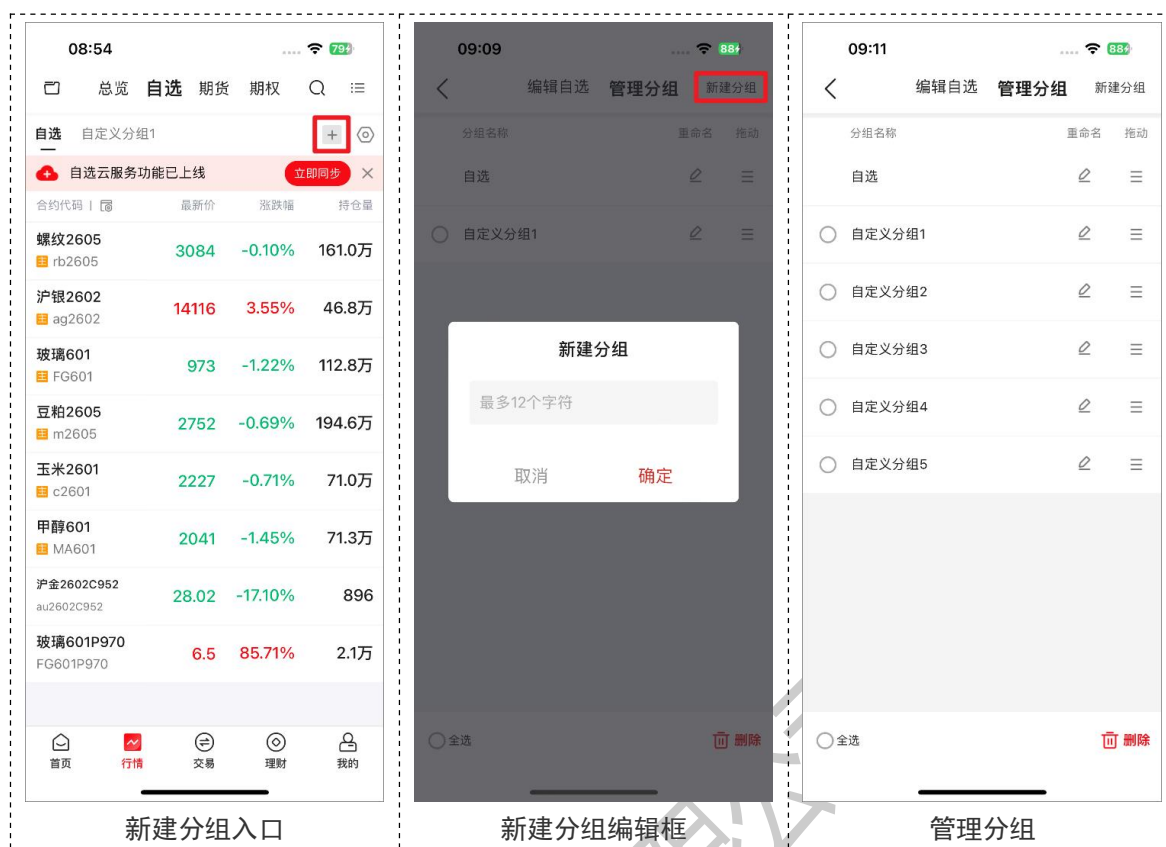 08:54
79
总览 自选 期货 期权
自选 自定义分组1
自选云服务功能已上线 立即同步
合约代码 最新价 涨跌幅 持仓量
螺纹2605
主 rb2605 3084 -0.10% 161.0万
沪银2602
主 ag2602 14116 3.55% 46.8万
玻璃601
主 FG601 973 -1.22% 112.8万
豆粕2605
主 m2605 2752 -0.69% 194.6万
玉米2601
主 c2601 2227 -0.71% 71.0万
甲醇601
主 MA601 2041 -1.45% 71.3万
沪金2602C952
au2602C952 28.02 -17.10% 896
玻璃601P970
FG601P970 6.5 85.71% 2.1万
首页 行情 交易 理财 我的
新建分组入口
09:09
88
编辑自选 管理分组 新建分组
分组名称 重命名 拖动
自选
自定义分组1
新建分组
最多12个字符
取消 确定
全选 删除
新建分组编辑框
09:11
88
编辑自选 管理分组 新建分组
分组名称 重命名 拖动
自选
自定义分组1
自定义分组2
自定义分组3
自定义分组4
自定义分组5
全选 删除
管理分组